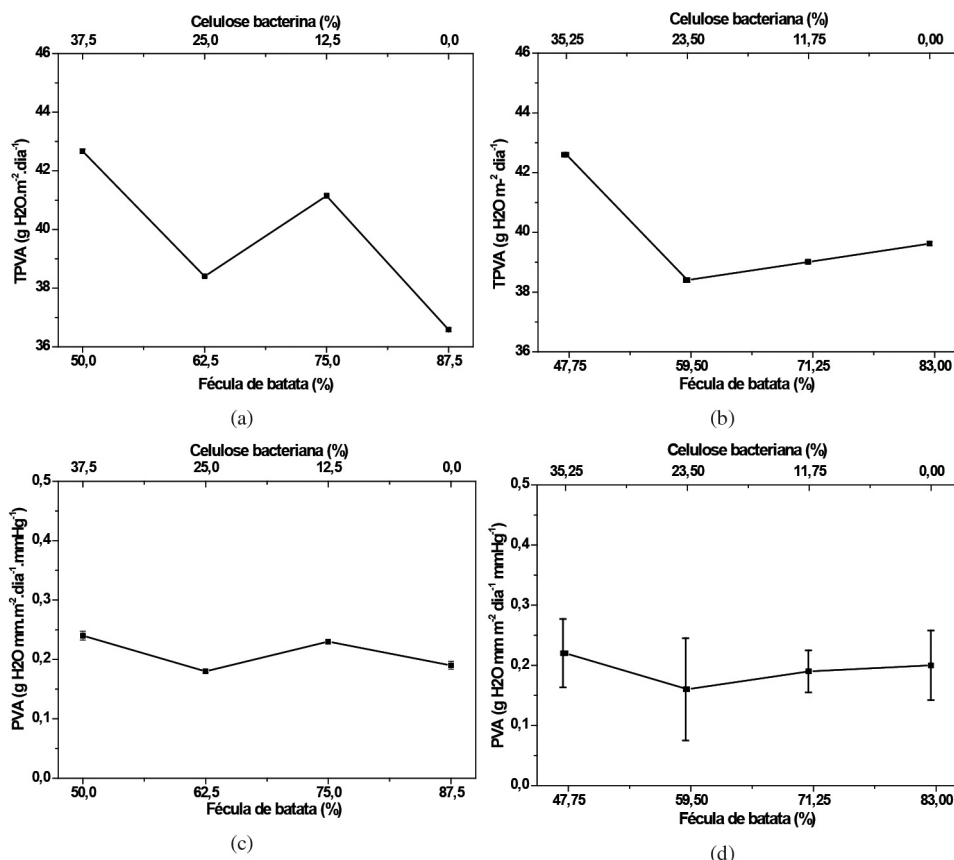 Celulose bacterina (%)
37,5 25,0 12,5 0,0
46
44
42
40
38
36
TPVA (g H2O.m⁻².dia⁻¹)
50,0 62,5 75,0 87,5
Fécula de batata (%)
(a)
Celulose bacteriana (%)
35,25 23,50 11,75 0,00
46
44
42
40
38
36
TPVA (g H2O m-² dia⁻¹)
47,75 59,50 71,25 83,00
Fécula de batata (%)
(b)
Celulose bacteriana (%)
37,5 25,0 12,5 0,0
0,5
0,4
0,3
0,2
0,1
0,0
PVA (g H2O mm.m⁻².dia⁻¹.mmHg⁻¹)
50,0 62,5 75,0 87,5
Fécula de batata (%)
(c)
Celulose bacteriana (%)
35,25 23,50 11,75 0,00
0,5
0,4
0,3
0,2
0,1
0,0
PVA (g H2O mm m⁻² dia⁻¹ mmHg⁻¹)
47,75 59,50 71,25 83,00
Fécula de batata (%)
(d)